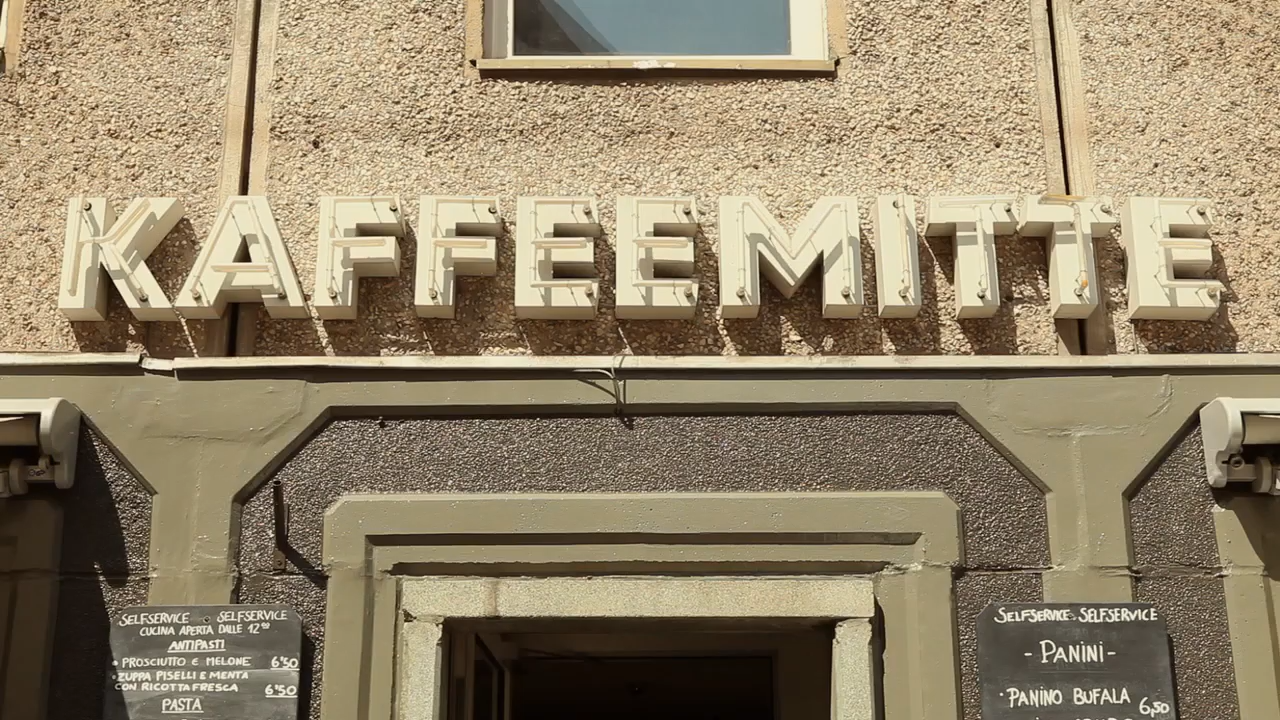 KAFFEEMITTE
SELFSERVICE SELFSERVICE
CUCINA APERTA DALLE 12⁰⁰
ANTIPASTI
• PROSCIUTTO E MELONE 6'50
ZUPPA PISELLI E MENTA
CON RICOTTA FRESCA 6'50
PASTA
SELFSERVICE SELFSERVICE
- PANINI -
• PANINO BUFALA 6,50